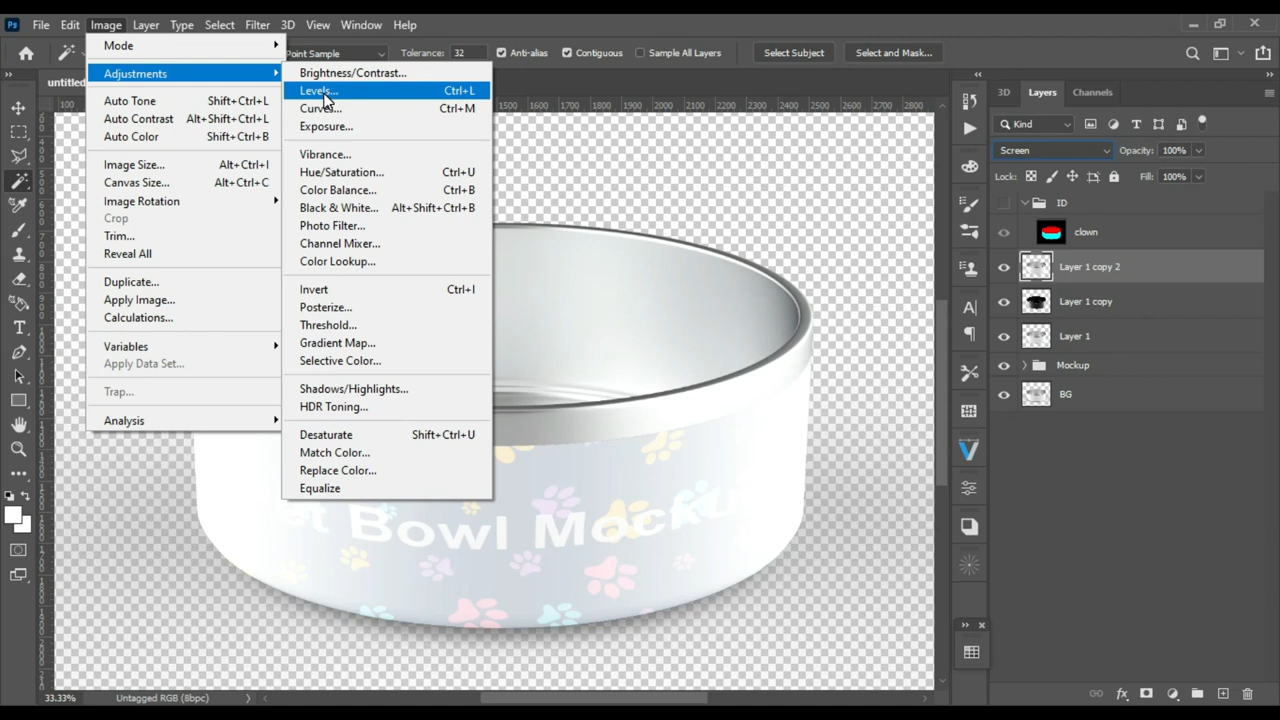 Ps File Edit Image Layer Type Select Filter 3D View Window Help
Point Sample Tolerance: 32 Anti-alias Contiguous Sample All Layers Select Subject Select and Mask...
untitled
Mode
Adjustments
Auto Tone Shift+Ctrl+L
Auto Contrast Alt+Shift+Ctrl+L
Auto Color Shift+Ctrl+B
Image Size... Alt+Ctrl+I
Canvas Size... Alt+Ctrl+C
Image Rotation
Crop
Trim...
Reveal All
Duplicate...
Apply Image...
Calculations...
Variables
Apply Data Set...
Trap...
Analysis
Brightness/Contrast...
Levels... Ctrl+L
Curves... Ctrl+M
Exposure...
Vibrance...
Hue/Saturation... Ctrl+U
Color Balance... Ctrl+B
Black & White... Alt+Shift+Ctrl+B
Photo Filter...
Channel Mixer...
Color Lookup...
Invert Ctrl+I
Posterize...
Threshold...
Gradient Map...
Selective Color...
Shadows/Highlights...
HDR Toning...
Desaturate Shift+Ctrl+U
Match Color...
Replace Color...
Equalize
100 1500 1600 1700 1800 1900 2000 2100 2200 2300 2400 2500 2600 2700 2800
Bowl Mocku
3D Layers Channels
Kind
Screen Opacity: 100%
Lock: Fill: 100%
ID
clown
Layer 1 copy 2
Layer 1 copy
Layer 1
Mockup
BG
33.33% Untagged RGB (8bpc)